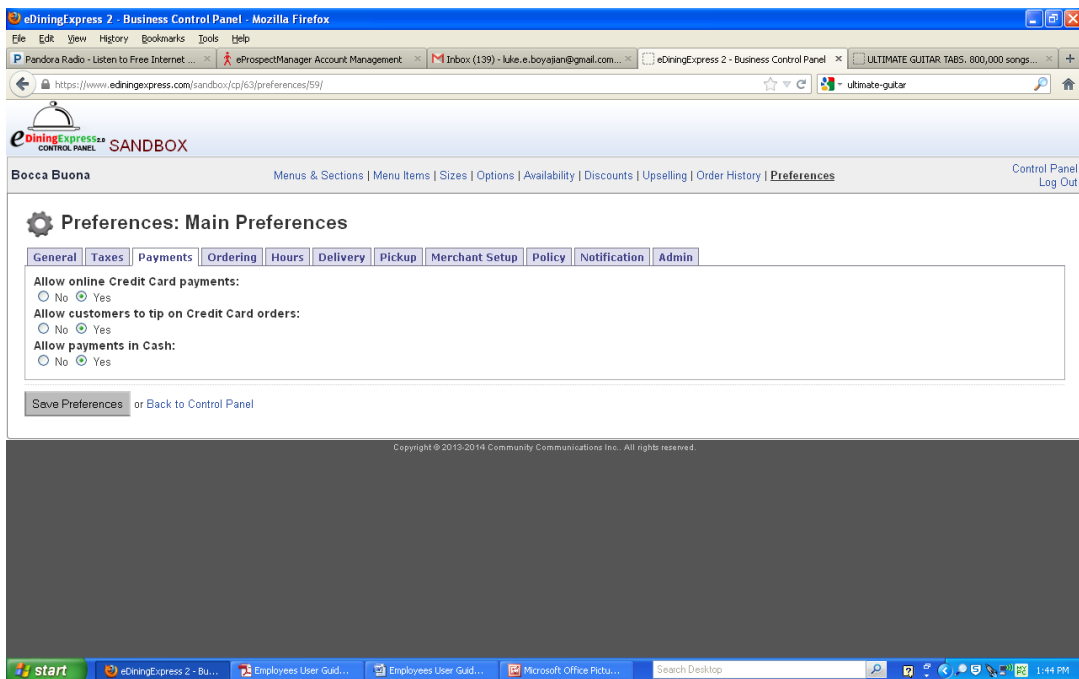 eDiningExpress 2 - Business Control Panel - Mozilla Firefox
File Edit View History Bookmarks Tools Help
Pandora Radio - Listen to Free Internet ... eProspectManager Account Management Inbox (139) - luke.e.boyajian@gmail.com... eDiningExpress 2 - Business Control Panel ULTIMATE GUITAR TABS. 800,000 songs...
https://www.ediningexpress.com/sandbox/cp/63/preferences/59/ ultimate-guitar
eDiningExpress 2.0
CONTROL PANEL SANDBOX
Control Panel
Bocca Buona Menus & Sections | Menu Items | Sizes | Options | Availability | Discounts | Upselling | Order History | Preferences
Log Out
Preferences: Main Preferences
General Taxes Payments Ordering Hours Delivery Pickup Merchant Setup Policy Notification Admin
Allow online Credit Card payments:
No Yes
Allow customers to tip on Credit Card orders:
No Yes
Allow payments in Cash:
No Yes
Save Preferences or Back to Control Panel
Copyright © 2013-2014 Community Communications Inc.. All rights reserved.
start eDiningExpress 2 - Bu... Employees User Guid... Employees User Guid... Microsoft Office Pictu... Search Desktop 1:44 PM